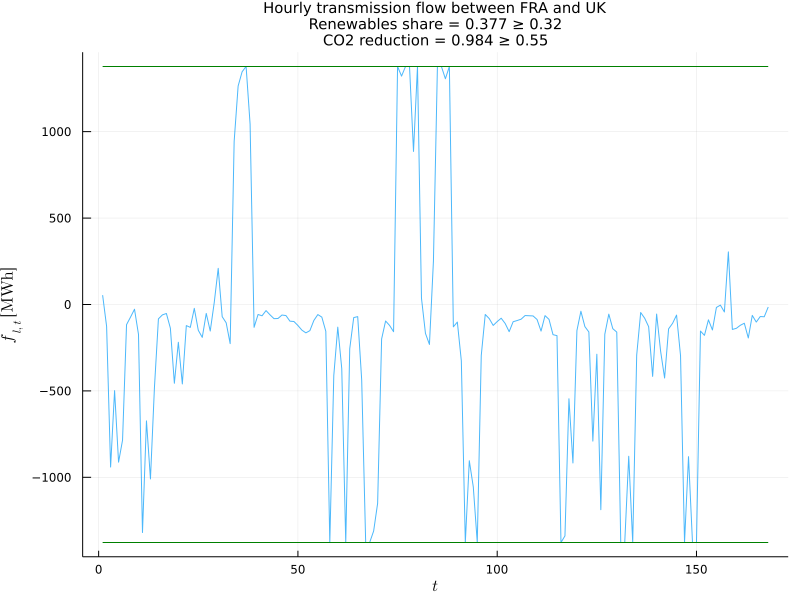 Hourly transmission flow between FRA and UK
Renewables share = 0.377 ≥ 0.32
CO2 reduction = 0.984 ≥ 0.55
1000
500
0
−500
−1000
f_{l,t} [MWh]
0 50 100 150
t